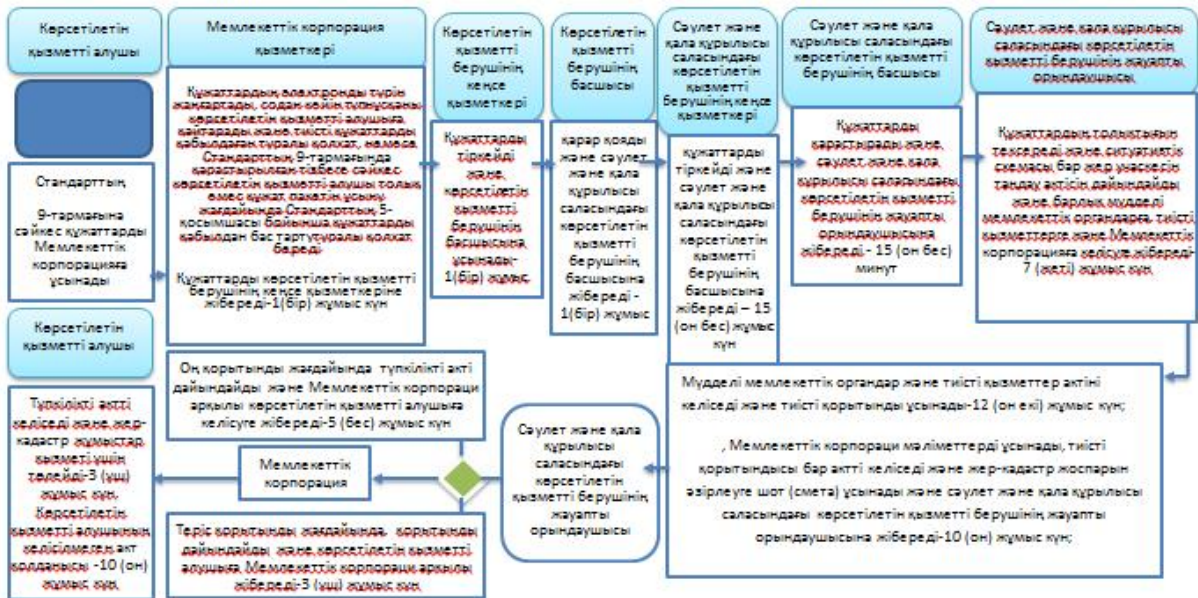 Көрсетілетін
қызметті алушы
Мемлекеттік корпорация
қызметкері
Көрсетілетін
қызметті
берушінің
кеңсе
қызметкері
Көрсетілетін
қызметті
берушінің
басшысы
Сәулет және
қала құрылысы
саласындағы
көрсетілетін
қызметті
берушінің кеңсе
қызметкері
Сәулет және қала
құрылысы саласындағы
көрсетілетін қызметті
берушінің басшысы
Сәулет және қала құрылысы
саласындағы көрсетілетін
қызметті берушінің жауапты
орындаушысы
Стандарттың
9-тармағына
сәйкес құжаттарды
Мемлекеттік
корпорацияға
ұсынады
Құжаттардың электронды түрін
жаңғартады, содан кейін түпнұсқаны
көрсетілетін қызметті алушыға
қайтарады және тиісті құжаттарды
қабылдаған туралы қолхат, немесе
Стандарттың 9-тармағында
қарастырылған тізбеге сәйкес
көрсетілетін қызметті алушы толық
емес құжат пакетін ұсыну
жағдайында Стандарттың 5-
қосымшасы бойынша құжаттарды
қабылдан бас тартутуралы қолхат
береді
Құжаттарды көрсетілетін қызметті
берушінің кеңсе қызметкеріне
жібереді-1(бір) жұмыс күн
Құжаттарды
тіркейді
және
көрсетілетін
қызметті
берушінің
басшысына
ұсынады-
1(бір) жұмыс
қарар қояды
және сәулет
және қала
құрылысы
саласындағы
көрсетілетін
қызметті
берушінің
басшысына
жібереді -
1(бір) жұмыс
құжаттарды
тіркейді және
сәулет және
қала құрылысы
саласындағы
көрсетілетін
қызметті
берушінің
басшысына
жібереді – 15
(он бес) жұмыс
күн
Құжаттарды
қарастырады және
сәулет және қала
құрылысы саласындағы
көрсетілетін қызметті
берушінің жауапты
орындаушысына
жібереді - 15 (он бес)
минут
Құжаттардың толықтығын
тексереді және ситуативтік
схемасы бар жер учаскесін
таңдау актісін дайындайды
және барлық мүдделі
мемлекеттік органдарға, тиісті
қызметтерге және Мемлекеттік
корпорацияға келісуге жібереді-
7 (жеті) жұмыс күн
Көрсетілетін
қызметті алушы
Түпкілікті актті
келіседі және жер-
кадастр жұмыстар
қызметі үшін
төлейді-3 (үш)
жұмыс күн
Көрсетілетін
қызметті алушының
келісілмеген акт
қолданысы -10 (он)
жұмыс күн
Оң қорытынды жағдайында түпкілікті акті
дайындайды және Мемлекеттік корпораци
арқылы көрсетілетін қызметті алушыға
келісуге жібереді-5 (бес) жұмыс күн
Мемлекеттік
корпорация
Теріс қорытынды жағдайында, қорытынды
дайындайды және көрсетілетін қызметті
алушыға Мемлекеттік корпораци арқылы
жібереді-3 (үш) жұмыс күн
Сәулет және қала
құрылысы
саласындағы
көрсетілетін
қызметті берушінің
жауапты
орындаушысы
Мүдделі мемлекеттік органдар және тиісті қызметтер актіні
келіседі және тиісті қорытынды ұсынады-12 (он екі) жұмыс күн;
, Мемлекеттік корпораци мәліметтерді ұсынады, тиісті
қорытындысы бар актті келіседі және жер-кадастр жоспарын
әзірлеуге шот (смета) ұсынады және сәулет және қала құрылысы
саласындағы көрсетілетін қызметті берушінің жауапты
орындаушысына жібереді-10 (он) жұмыс күн;